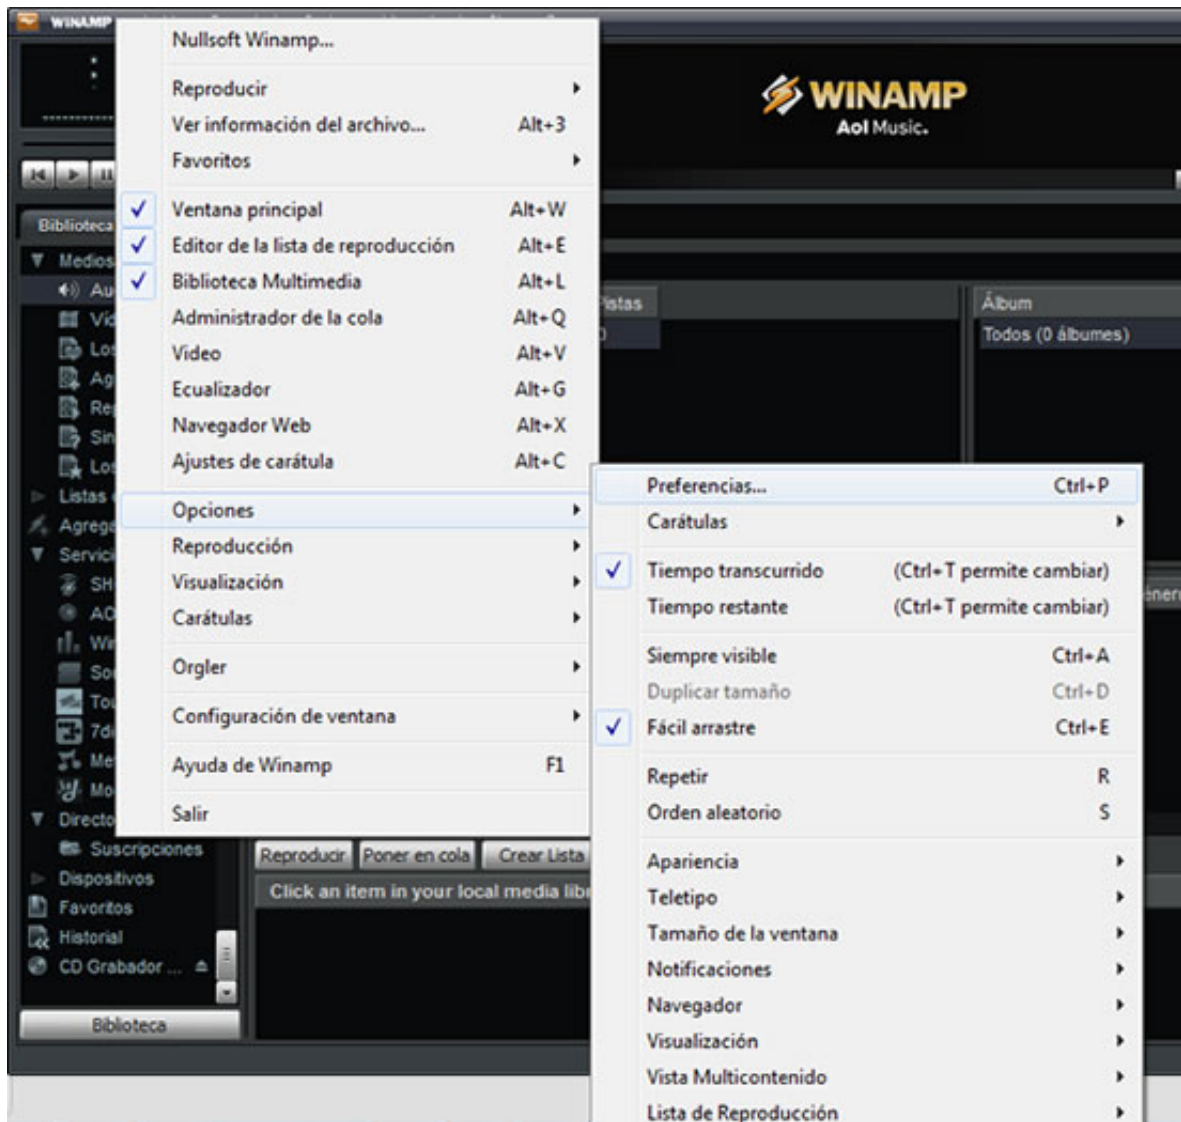 WINAMP
Nullsoft Winamp...
Reproducir
Ver información del archivo... Alt+3
Favoritos
Ventana principal Alt+W
Editor de la lista de reproducción Alt+E
Biblioteca Multimedia Alt+L
Administrador de la cola Alt+Q
Video Alt+V
Ecualizador Alt+G
Navegador Web Alt+X
Ajustes de carátula Alt+C
Opciones
Reproducción
Visualización
Carátulas
Orgler
Configuración de ventana
Ayuda de Winamp F1
Salir
WINAMP
Aol Music.
Álbum
Todos (0 álbumes)
Preferencias... Ctrl+P
Carátulas
Tiempo transcurrido (Ctrl+T permite cambiar)
Tiempo restante (Ctrl+T permite cambiar)
Siempre visible Ctrl+A
Duplicar tamaño Ctrl+D
Fácil arrastre Ctrl+E
Repetir R
Orden aleatorio S
Apariencia
Teletipo
Tamaño de la ventana
Notificaciones
Navegador
Visualización
Vista Multicontenido
Lista de Reproducción
Biblioteca
Medios
Listas
Suscripciones
Dispositivos
Favoritos
Historial
CD Grabador ...
Biblioteca
Reproducir Poner en cola Crear Lista
Click an item in your local media